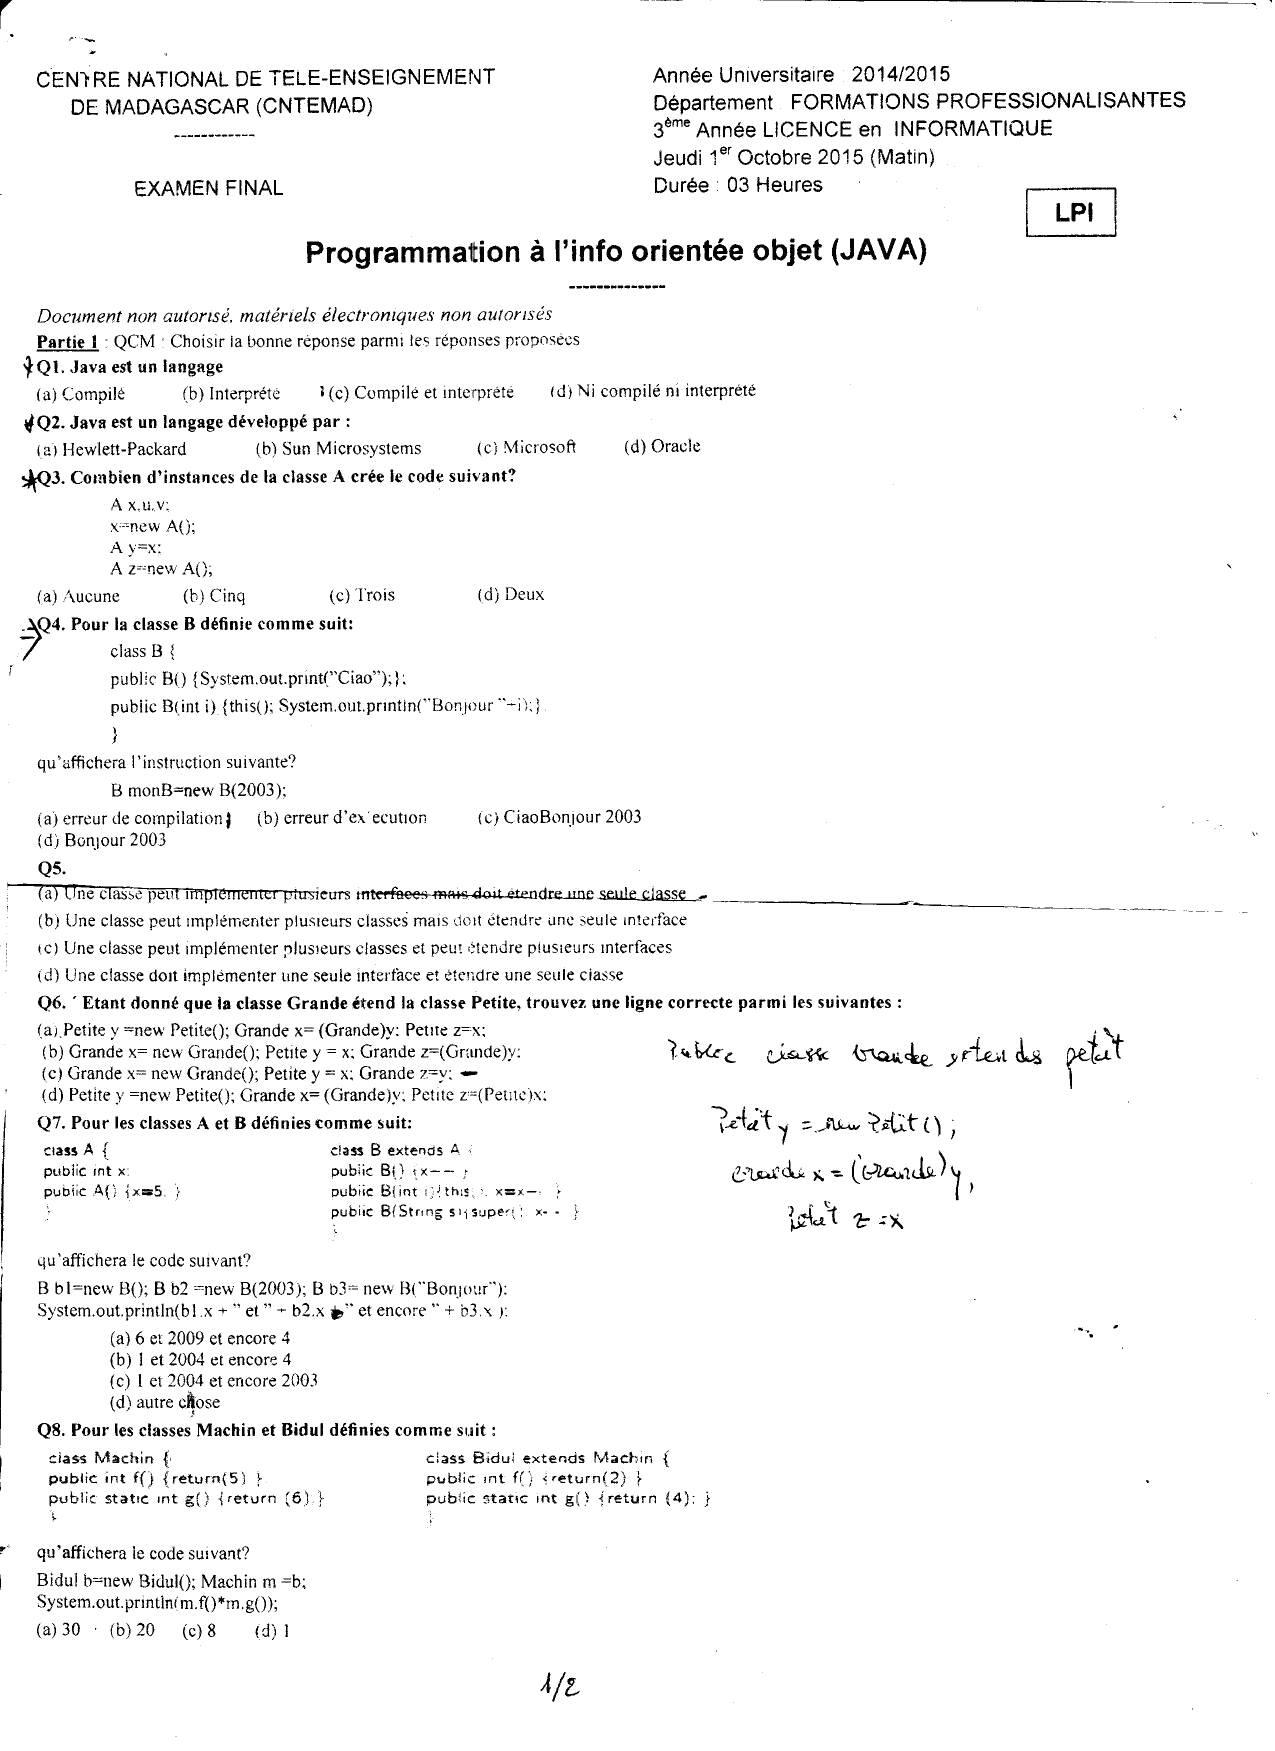 CENTRE NATIONAL DE TELE-ENSEIGNEMENT
DE MADAGASCAR (CNTEMAD)
------------
EXAMEN FINAL
Année Universitaire 2014/2015
Département FORMATIONS PROFESSIONALISANTES
3ème Année LICENCE en INFORMATIQUE
Jeudi 1er Octobre 2015 (Matin)
Durée : 03 Heures
LPI
Programmation à l'info orientée objet (JAVA)
--------------
Document non autorisé, matériels électroniques non autorisés
Partie 1 : QCM : Choisir la bonne réponse parmi les réponses proposées
Q1. Java est un langage
(a) Compilé (b) Interprété (c) Compilé et interprété (d) Ni compilé ni interprété
Q2. Java est un langage développé par :
(a) Hewlett-Packard (b) Sun Microsystems (c) Microsoft (d) Oracle
Q3. Combien d'instances de la classe A crée le code suivant?
A x,u,v;
x=new A();
A y=x;
A z=new A();
(a) Aucune (b) Cinq (c) Trois (d) Deux
Q4. Pour la classe B définie comme suit:
class B {
public B() {System.out.print("Ciao");};
public B(int i) {this(); System.out.println("Bonjour "+i);}
}
qu'affichera l'instruction suivante?
B monB=new B(2003);
(a) erreur de compilation (b) erreur d'ex´ecution (c) CiaoBonjour 2003
(d) Bonjour 2003
Q5.
(a) Une classe peut implémenter plusieurs interfaces mais doit étendre une seule classe
(b) Une classe peut implémenter plusieurs classes mais doit étendre une seule interface
(c) Une classe peut implémenter plusieurs classes et peut étendre plusieurs interfaces
(d) Une classe doit implémenter une seule interface et étendre une seule classe
Q6. ´ Etant donné que la classe Grande étend la classe Petite, trouvez une ligne correcte parmi les suivantes :
(a) Petite y =new Petite(); Grande x= (Grande)y; Petite z=x;
(b) Grande x= new Grande(); Petite y = x; Grande z=(Grande)y;
(c) Grande x= new Grande(); Petite y = x; Grande z=y;
(d) Petite y =new Petite(); Grande x= (Grande)y; Petite z=(Petite)x;
classe Grande petit
Petit y = new Petit();
Grande x = (Grande)y,
Petit z =x
Q7. Pour les classes A et B définies comme suit:
class A {
public int x;
public A() {x=5; }
}
class B extends A {
public B() {x-- ;
public B(int i){this x=x-- }
public B(String s){super( x-- }
}
qu'affichera le code suivant?
B b1=new B(); B b2 =new B(2003); B b3= new B("Bonjour");
System.out.println(b1.x + " et " + b2.x + " et encore " + b3.x );
(a) 6 et 2009 et encore 4
(b) 1 et 2004 et encore 4
(c) 1 et 2004 et encore 2003
(d) autre chose
Q8. Pour les classes Machin et Bidul définies comme suit :
class Machin {
public int f() {return(5) }
public static int g() {return (6) }
}
class Bidul extends Machin {
public int f() {return(2) }
public static int g() {return (4); }
}
qu'affichera le code suivant?
Bidul b=new Bidul(); Machin m =b;
System.out.println(m.f()*m.g());
(a) 30 (b) 20 (c) 8 (d) 1
1/2